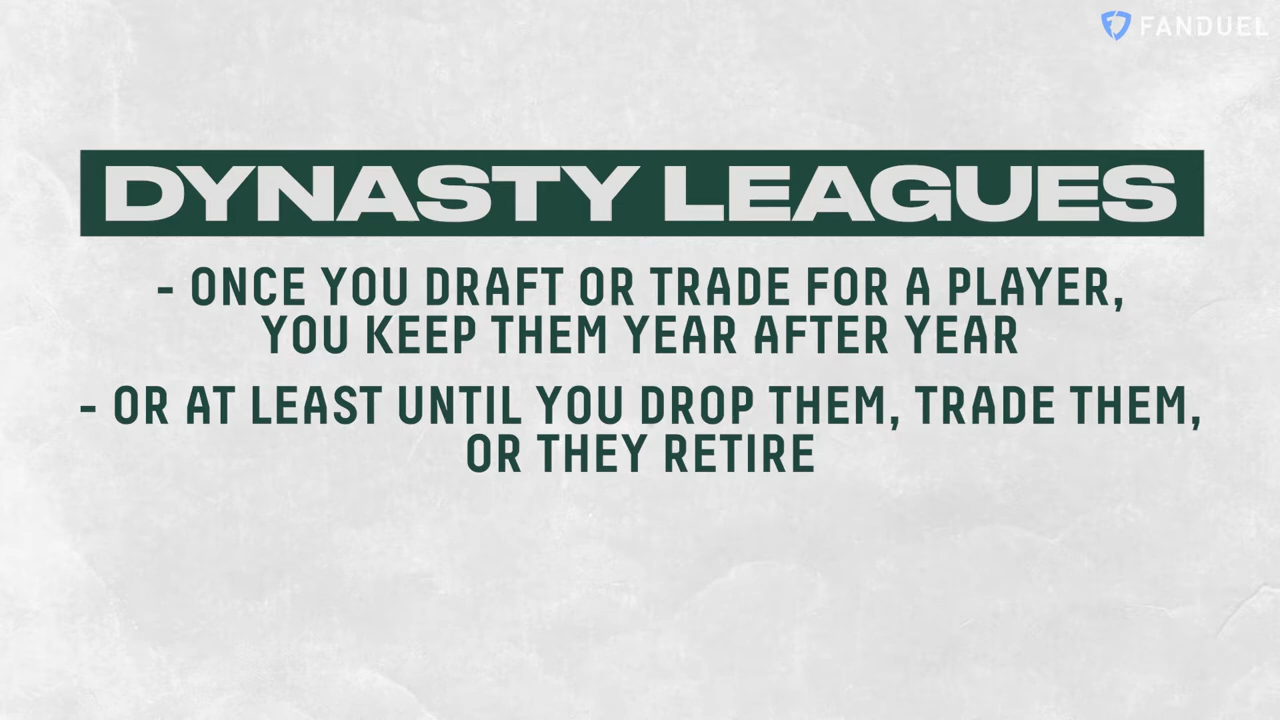 FANDUEL
DYNASTY LEAGUES
- ONCE YOU DRAFT OR TRADE FOR A PLAYER,
YOU KEEP THEM YEAR AFTER YEAR
- OR AT LEAST UNTIL YOU DROP THEM, TRADE THEM,
OR THEY RETIRE